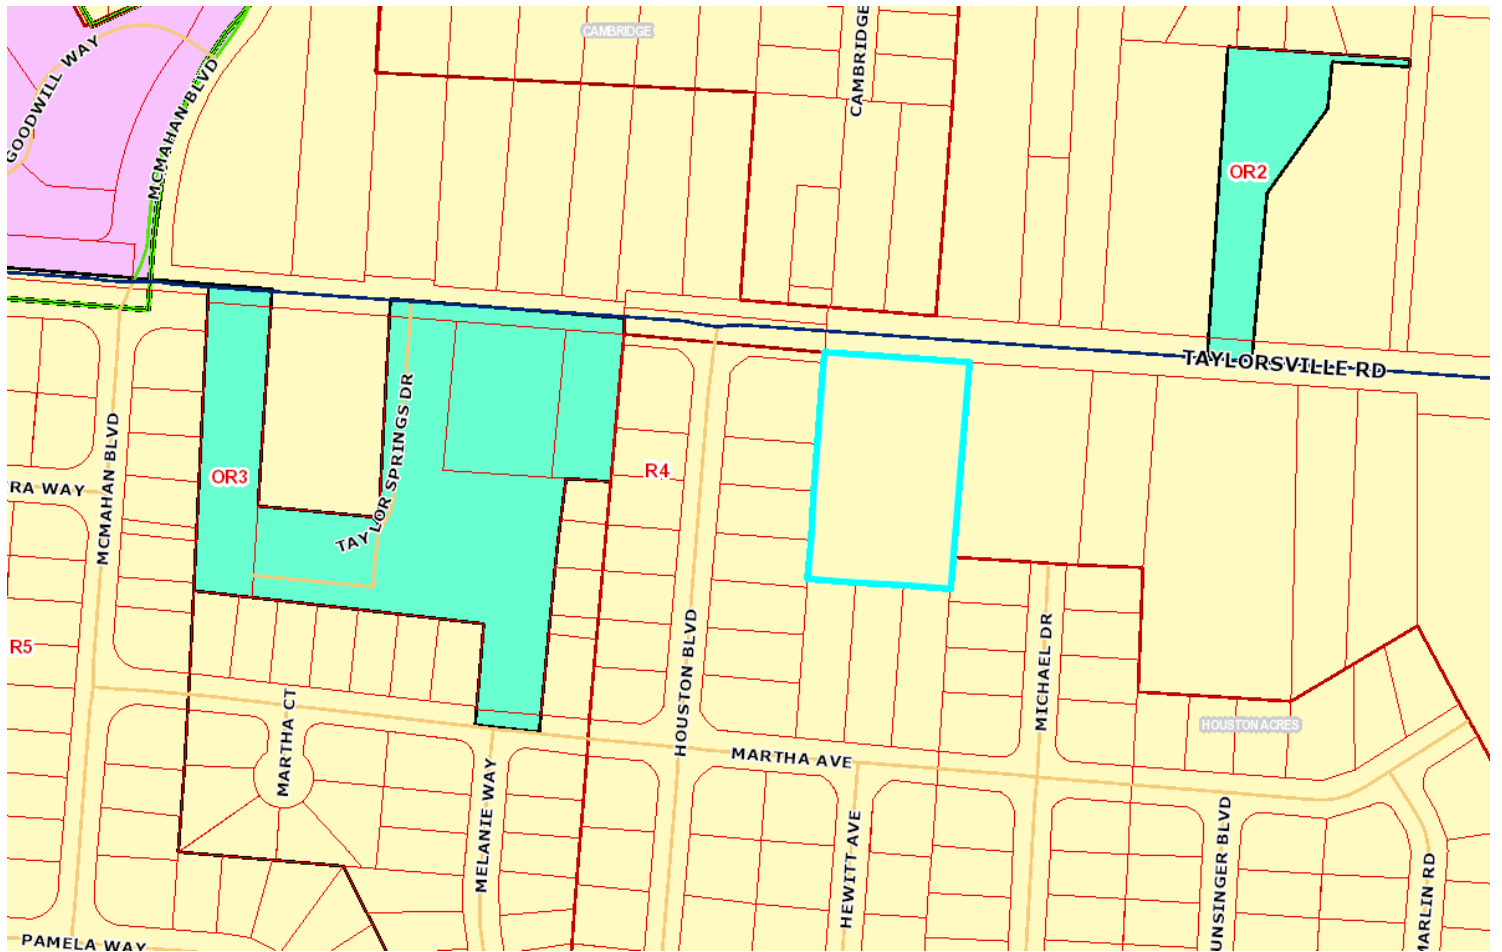 CAMBRIDGE
CAMBRIDGE
GOODWILL WAY
MCMAHAN BLVD
OR2
TAYLORSVILLE RD
TAYLOR SPRINGS DR
MCMAHAN BLVD
OR3
R4
RA WAY
HOUSTON BLVD
MICHAEL DR
R5
MARTHA CT
HOUSTON ACRES
MARTHA AVE
MELANIE WAY
HEWITT AVE
UNSINGER BLVD
MARLIN RD
PAMELA WAY